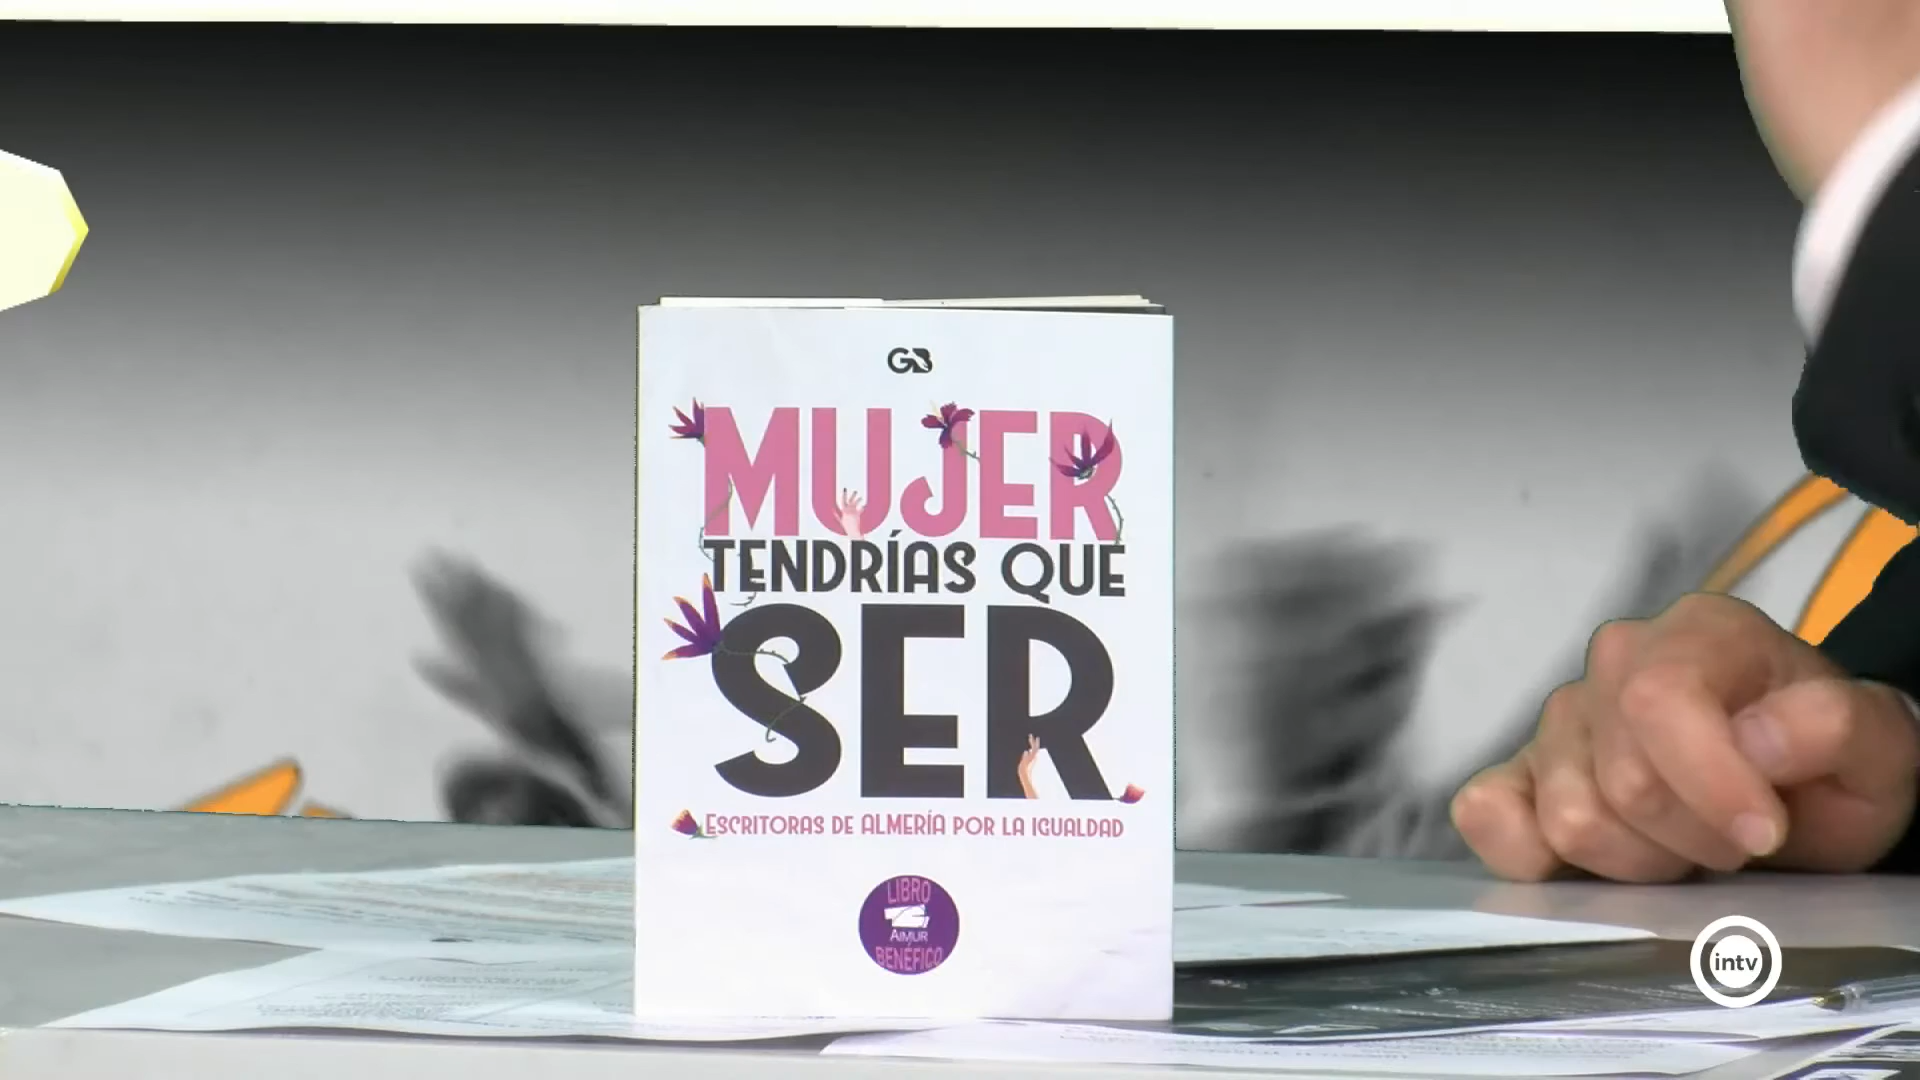 GB
MUJER
TENDRÍAS QUE
SER
ESCRITORAS DE ALMERÍA POR LA IGUALDAD
LIBRO
AIMUR
BENÉFICO
intv